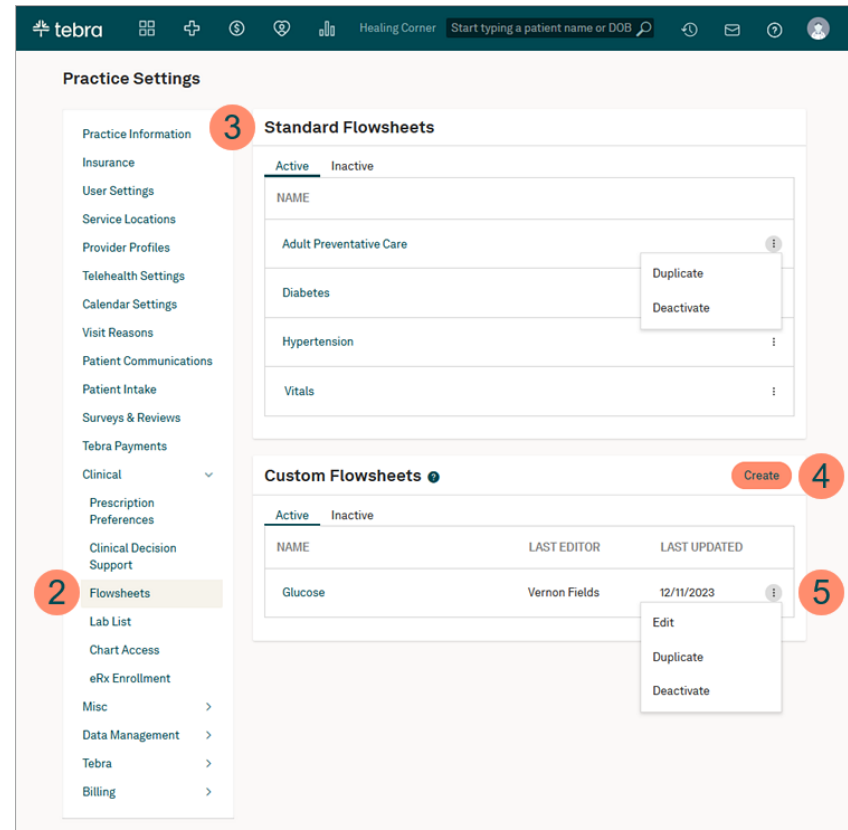 tebra
Healing Corner
Start typing a patient name or DOB
Practice Settings
Practice Information
Insurance
User Settings
Service Locations
Provider Profiles
Telehealth Settings
Calendar Settings
Visit Reasons
Patient Communications
Patient Intake
Surveys & Reviews
Tebra Payments
Clinical
Prescription
Preferences
Clinical Decision
Support
2
Flowsheets
Lab List
Chart Access
eRx Enrollment
Misc
Data Management
Tebra
Billing
3
Standard Flowsheets
Active Inactive
NAME
Adult Preventative Care
Duplicate
Deactivate
Diabetes
Hypertension
Vitals
Custom Flowsheets ?
Create
4
Active Inactive
NAME LAST EDITOR LAST UPDATED
Glucose Vernon Fields 12/11/2023
5
Edit
Duplicate
Deactivate